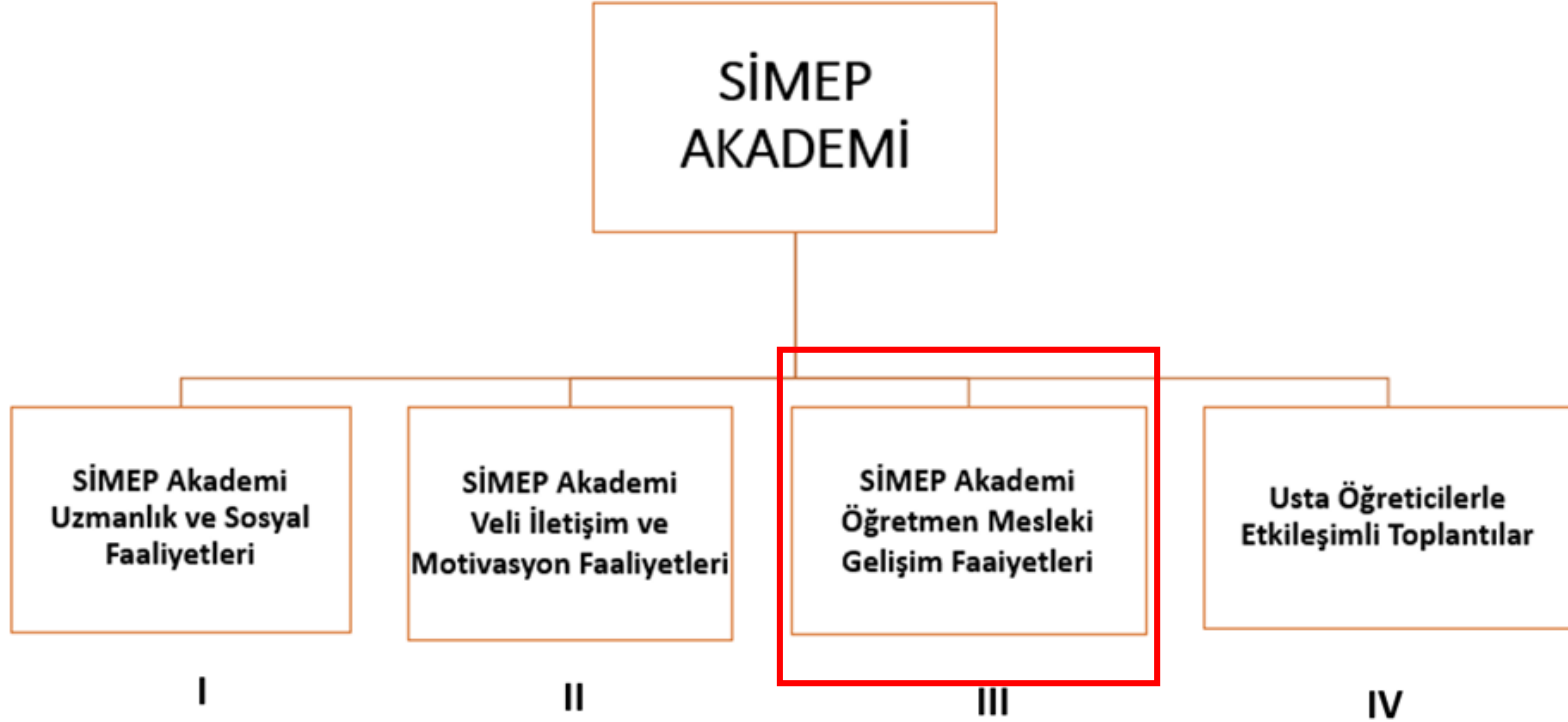 SİMEP
AKADEMİ
SİMEP Akademi
Uzmanlık ve Sosyal
Faaliyetleri
SİMEP Akademi
Veli İletişim ve
Motivasyon Faaliyetleri
SİMEP Akademi
Öğretmen Mesleki
Gelişim Faaiyetleri
Usta Öğreticilerle
Etkileşimli Toplantılar
I
II
III
IV